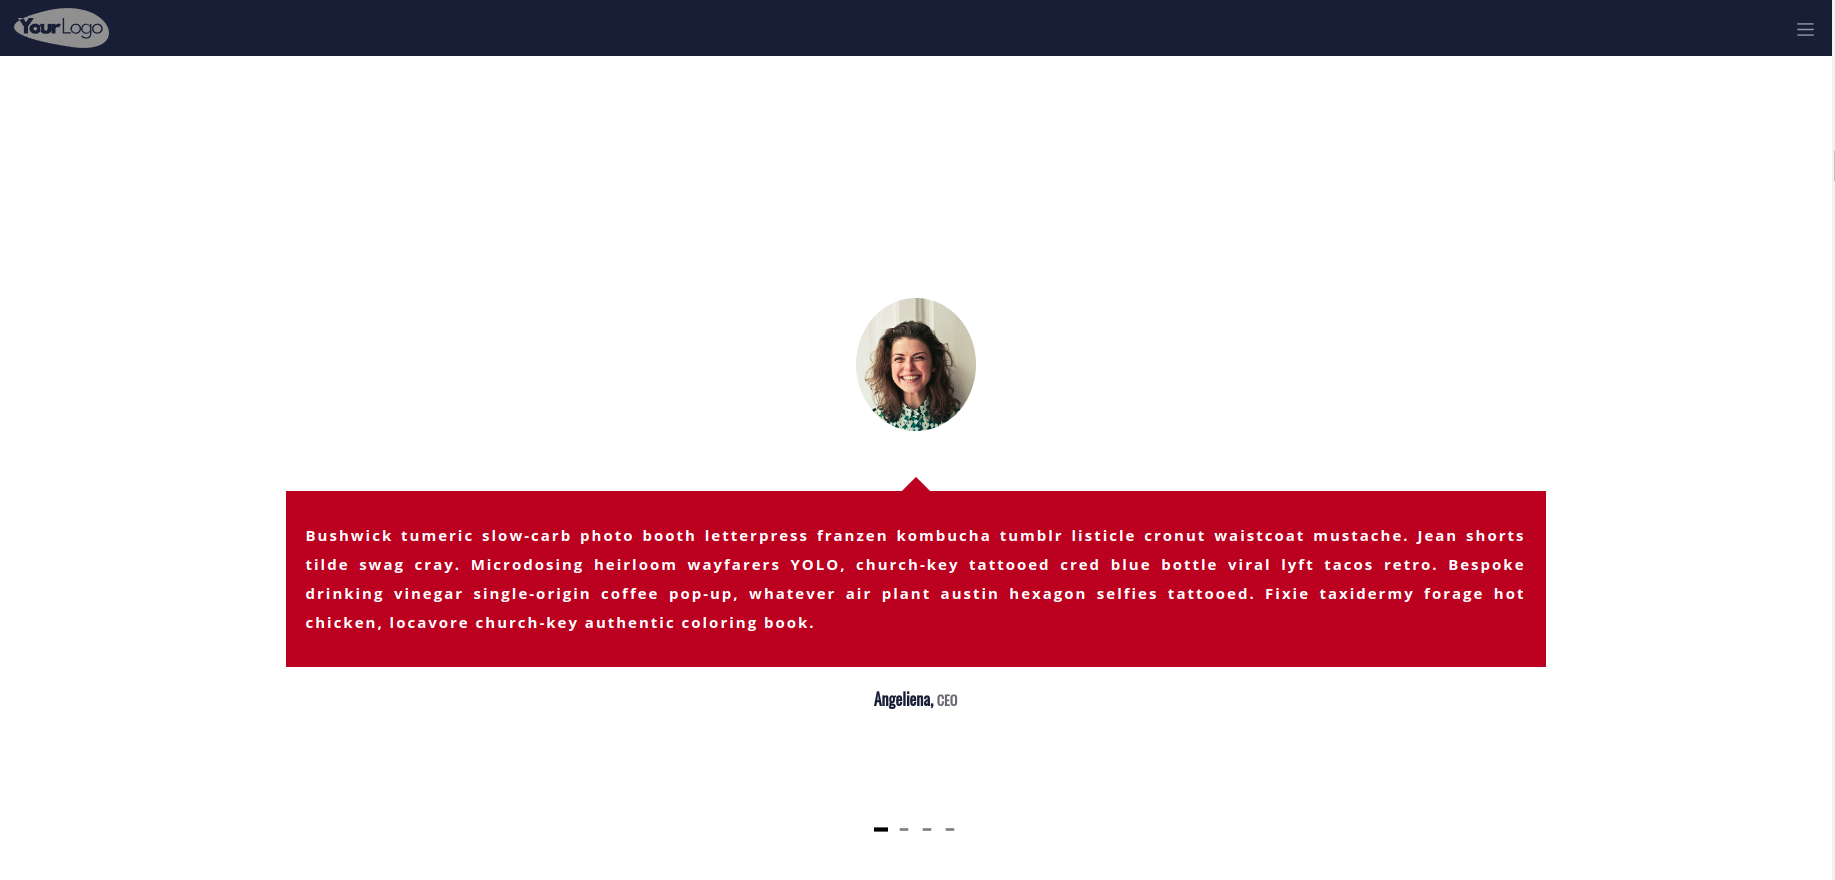 YourLogo
Bushwick tumeric slow-carb photo booth letterpress franzen kombucha tumblr listicle cronut waistcoat mustache. Jean shorts
tilde swag cray. Microdosing heirloom wayfarers YOLO, church-key tattooed cred blue bottle viral lyft tacos retro. Bespoke
drinking vinegar single-origin coffee pop-up, whatever air plant austin hexagon selfies tattooed. Fixie taxidermy forage hot
chicken, locavore church-key authentic coloring book.
Angeliena, CEO